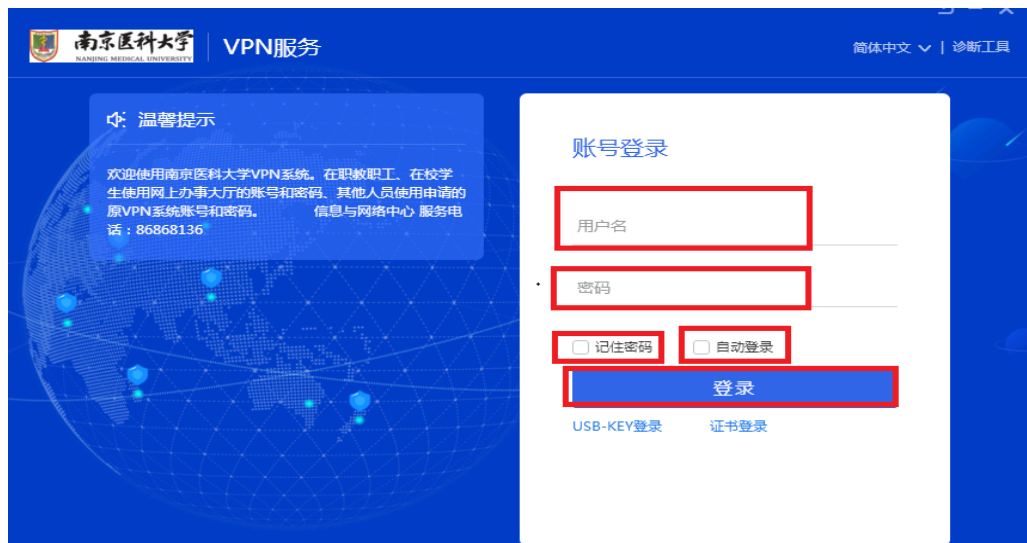 南京医科大学
NANJING MEDICAL UNIVERSITY
VPN服务
简体中文 | 诊断工具
温馨提示
欢迎使用南京医科大学VPN系统。在职教职工、在校学
生使用网上办事大厅的账号和密码、其他人员使用申请的
原VPN系统账号和密码。 信息与网络中心 服务电
话：86868136
账号登录
用户名
密码
记住密码 自动登录
登录
USB-KEY登录 证书登录